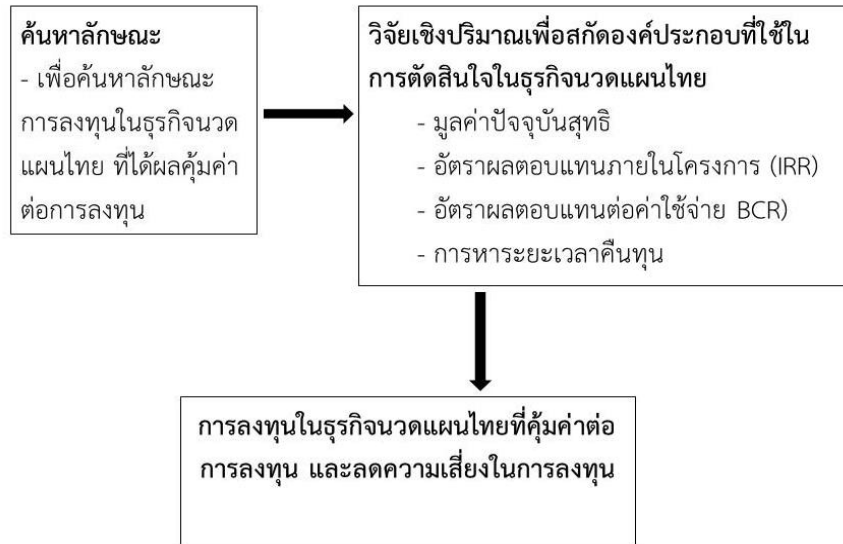 ค้นหาลักษณะ
- เพื่อค้นหาลักษณะ
การลงทุนในธุรกิจนวด
แผนไทย ที่ได้ผลคุ้มค่า
ต่อการลงทุน
วิจัยเชิงปริมาณเพื่อสกัดองค์ประกอบที่ใช้ใน
การตัดสินใจในธุรกิจนวดแผนไทย
- มูลค่าปัจจุบันสุทธิ
- อัตราผลตอบแทนภายในโครงการ (IRR)
- อัตราผลตอบแทนต่อค่าใช้จ่าย BCR)
- การหาระยะเวลาคืนทุน
การลงทุนในธุรกิจนวดแผนไทยที่คุ้มค่าต่อ
การลงทุน และลดความเสี่ยงในการลงทุน